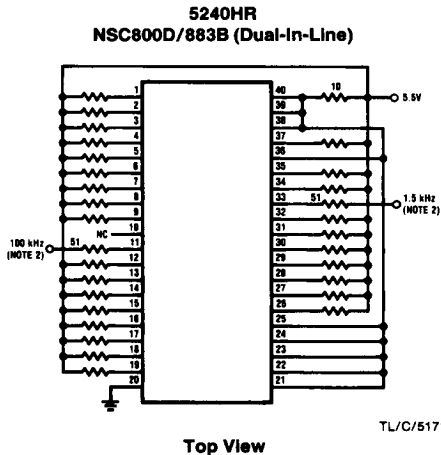 5240HR
NSC800D/883B (Dual-In-Line)
1 40 10 5.5V
2 39
3 38
4 37
5 36
6 35
7 34
8 33 51 1.5 kHz
(NOTE 2)
9 32
NC 10 31
100 kHz
(NOTE 2) 51 11 30
12 29
13 28
14 27
15 26
16 25
17 24
18 23
19 22
20 21
TL/C/517
Top View